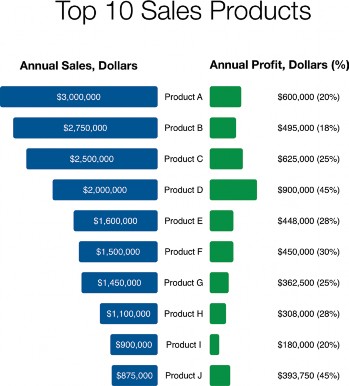 Top 10 Sales Products
Annual Sales, Dollars Annual Profit, Dollars (%)
$3,000,000 Product A $600,000 (20%)
$2,750,000 Product B $495,000 (18%)
$2,500,000 Product C $625,000 (25%)
$2,000,000 Product D $900,000 (45%)
$1,600,000 Product E $448,000 (28%)
$1,500,000 Product F $450,000 (30%)
$1,450,000 Product G $362,500 (25%)
$1,100,000 Product H $308,000 (28%)
$900,000 Product I $180,000 (20%)
$875,000 Product J $393,750 (45%)